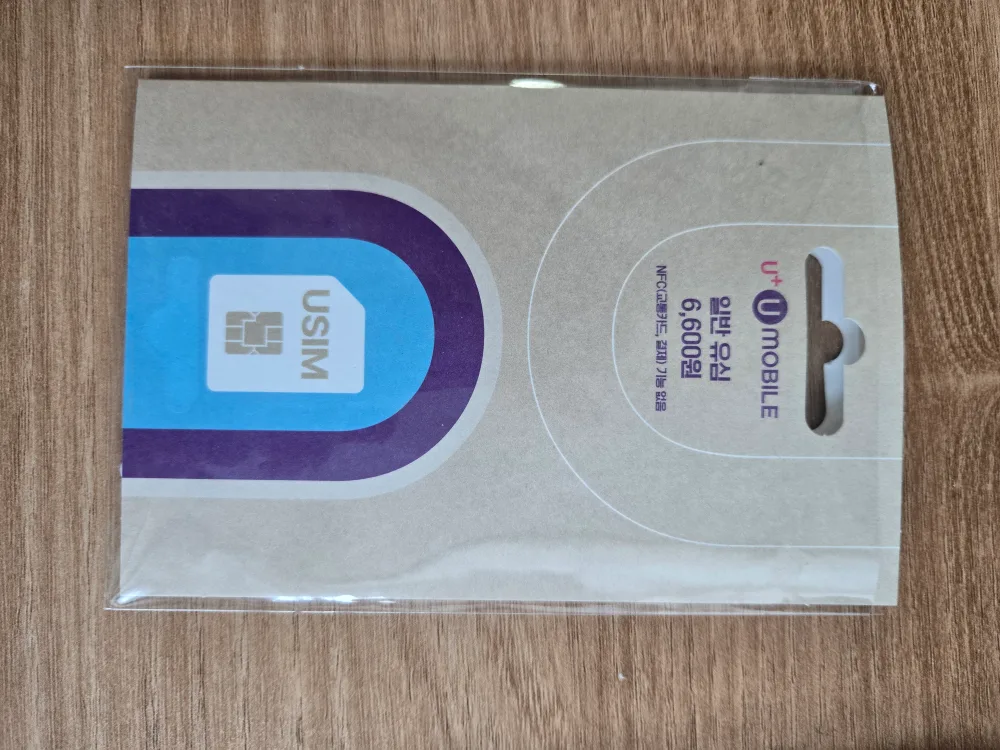 U+ U MOBILE
일반 유심
6,600원
NFC(교통카드, 결제) 기능 없음
USIM